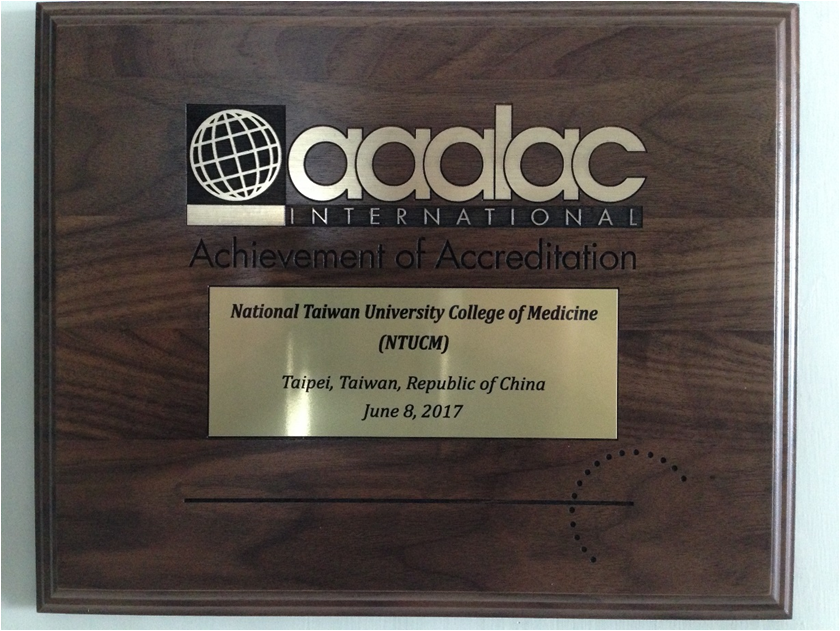 aadlac
INTERNATIONAL
Achievement of Accreditation
National Taiwan University College of Medicine
(NTUCM)
Taipei, Taiwan, Republic of China
June 8, 2017